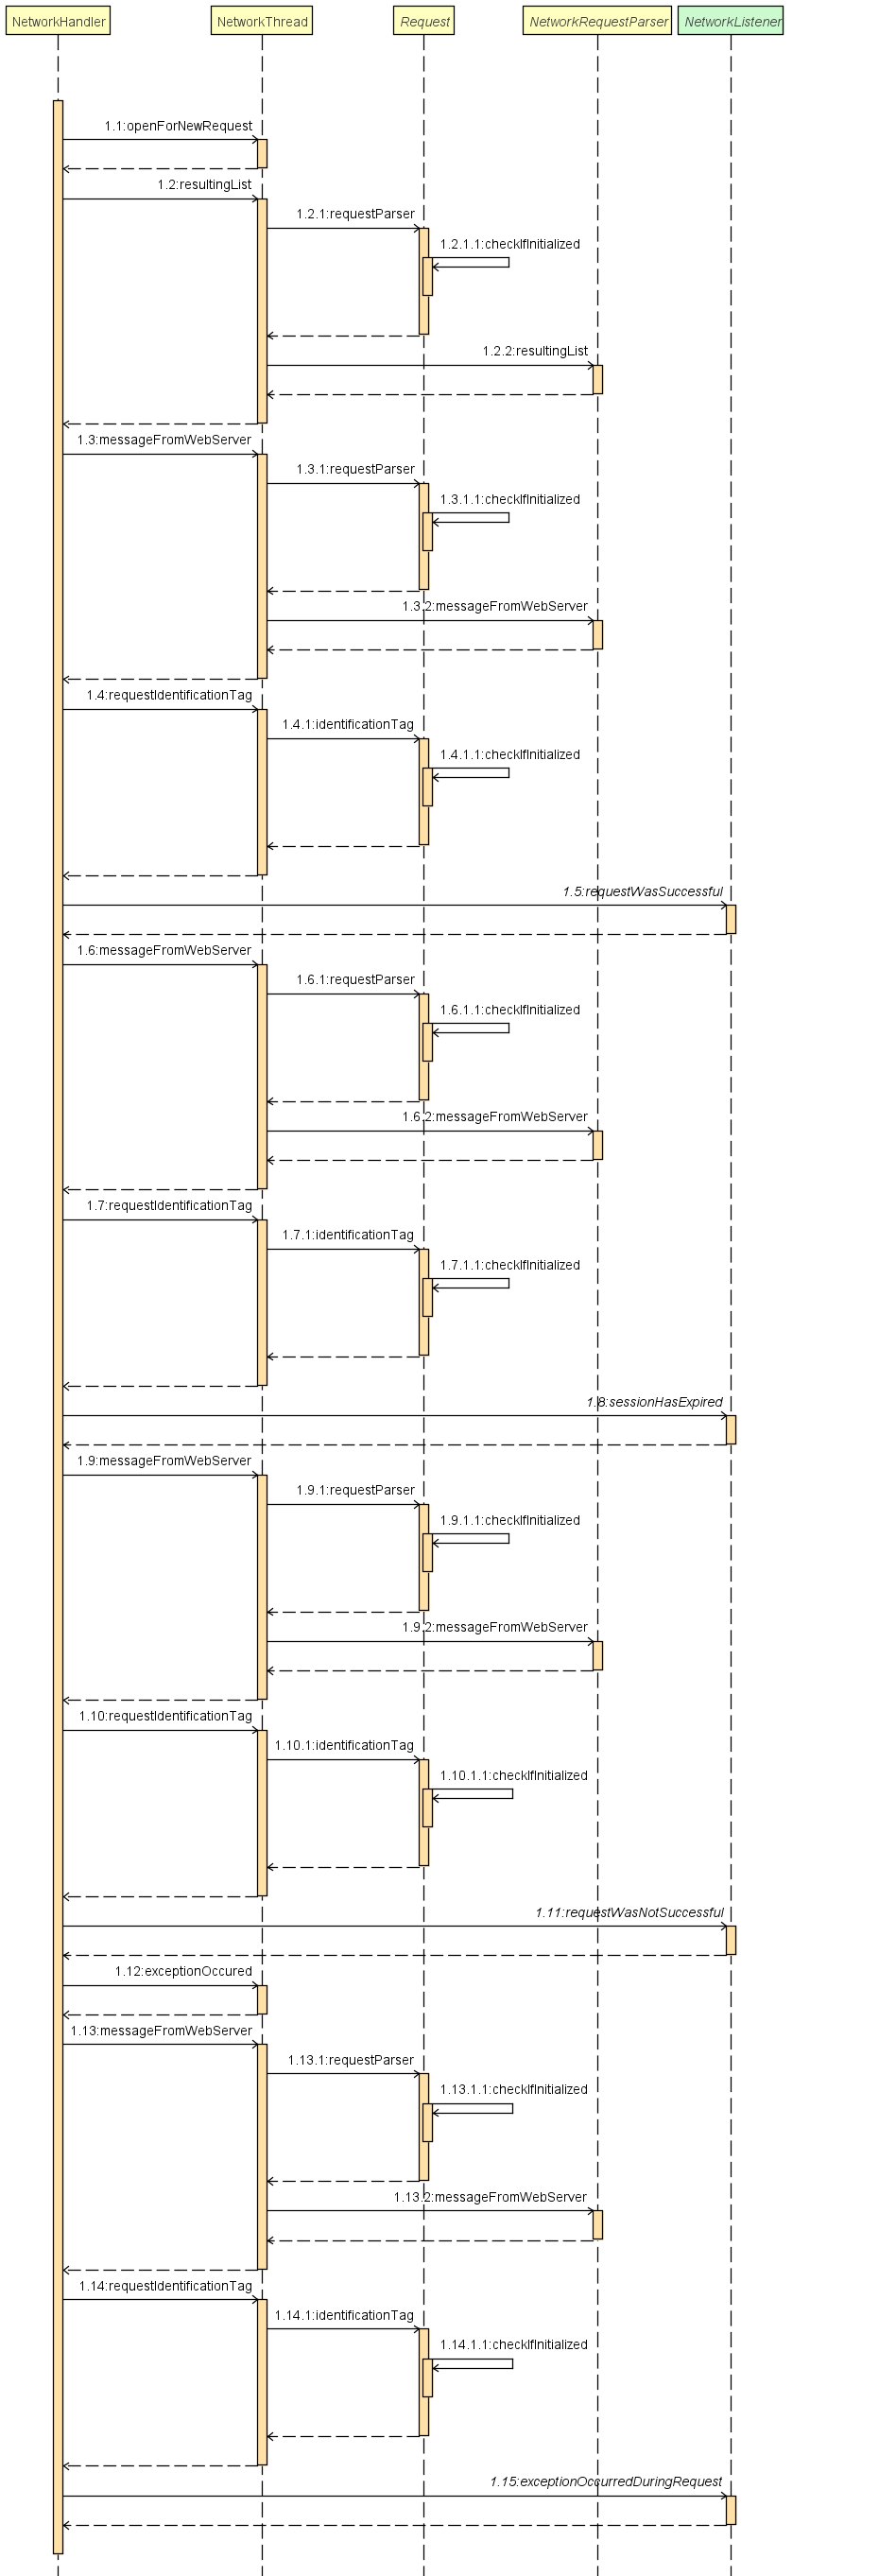 NetworkHandler NetworkThread Request NetworkRequestParser NetworkListener
1.1:openForNewRequest
1.2:resultingList
1.2.1:requestParser
1.2.1.1:checkIfInitialized
1.2.2:resultingList
1.3:messageFromWebServer
1.3.1:requestParser
1.3.1.1:checkIfInitialized
1.3.2:messageFromWebServer
1.4:requestIdentificationTag
1.4.1:identificationTag
1.4.1.1:checkIfInitialized
1.5:requestWasSuccessful
1.6:messageFromWebServer
1.6.1:requestParser
1.6.1.1:checkIfInitialized
1.6.2:messageFromWebServer
1.7:requestIdentificationTag
1.7.1:identificationTag
1.7.1.1:checkIfInitialized
1.8:sessionHasExpired
1.9:messageFromWebServer
1.9.1:requestParser
1.9.1.1:checkIfInitialized
1.9.2:messageFromWebServer
1.10:requestIdentificationTag
1.10.1:identificationTag
1.10.1.1:checkIfInitialized
1.11:requestWasNotSuccessful
1.12:exceptionOccured
1.13:messageFromWebServer
1.13.1:requestParser
1.13.1.1:checkIfInitialized
1.13.2:messageFromWebServer
1.14:requestIdentificationTag
1.14.1:identificationTag
1.14.1.1:checkIfInitialized
1.15:exceptionOccurredDuringRequest